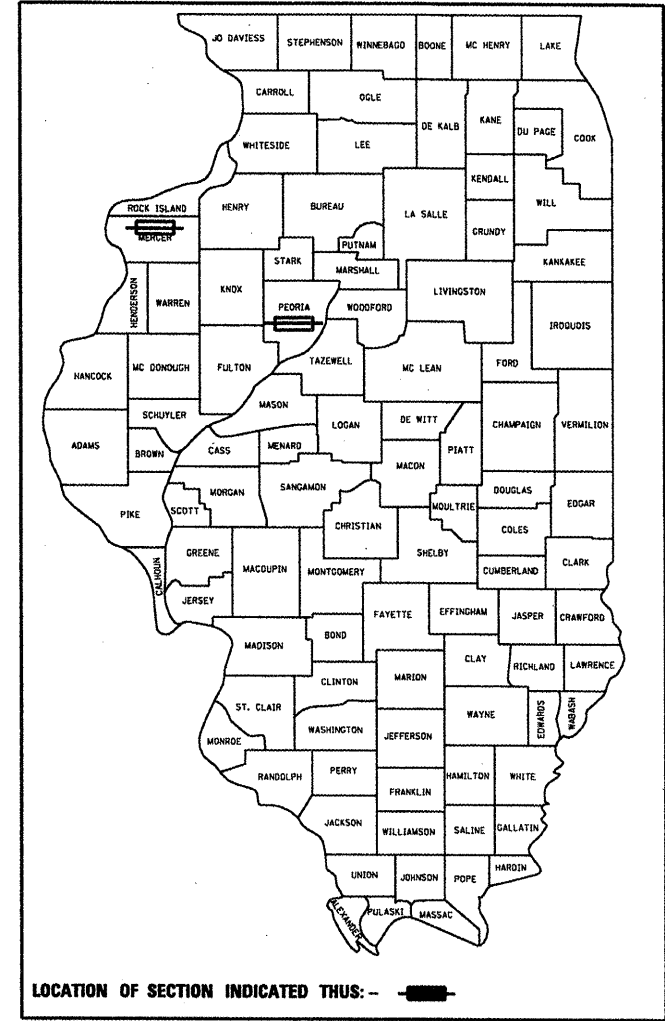 JO DAVIESS
STEPHENSON
WINNEBAGO
BOONE
MC HENRY
LAKE
CARROLL
OGLE
DE KALB
KANE
DU PAGE
COOK
WHITESIDE
LEE
KENDALL
WILL
ROCK ISLAND
HENRY
BUREAU
LA SALLE
GRUNDY
MERCER
PUTNAM
KANKAKEE
STARK
MARSHALL
HENDERSON
WARREN
KNOX
PEORIA
WOODFORD
LIVINGSTON
IROQUOIS
HANCOCK
MC DONOUGH
FULTON
TAZEWELL
MC LEAN
FORD
MASON
SCHUYLER
LOGAN
DE WITT
CHAMPAIGN
VERMILION
ADAMS
BROWN
CASS
MENARD
MACON
PIATT
PIKE
SCOTT
MORGAN
SANGAMON
CHRISTIAN
MOULTRIE
DOUGLAS
EDGAR
COLES
CALHOUN
GREENE
MACOUPIN
MONTGOMERY
SHELBY
CUMBERLAND
CLARK
JERSEY
FAYETTE
EFFINGHAM
JASPER
CRAWFORD
MADISON
BOND
CLAY
RICHLAND
LAWRENCE
CLINTON
MARION
ST. CLAIR
WAYNE
EDWARDS
WABASH
WASHINGTON
JEFFERSON
MONROE
RANDOLPH
PERRY
HAMILTON
WHITE
FRANKLIN
JACKSON
WILLIAMSON
SALINE
GALLATIN
UNION
JOHNSON
POPE
HARDIN
ALEXANDER
PULASKI
MASSAC
LOCATION OF SECTION INDICATED THUS: –